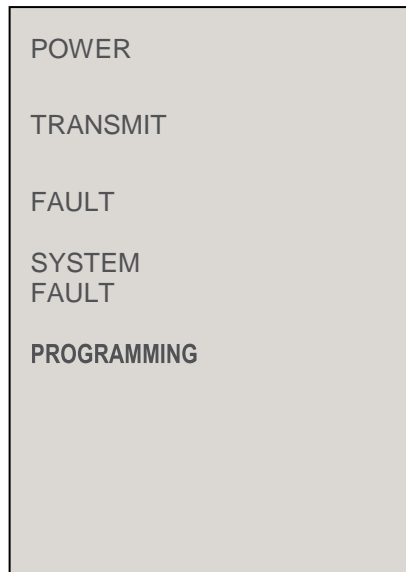 POWER
TRANSMIT
FAULT
SYSTEM
FAULT
PROGRAMMING